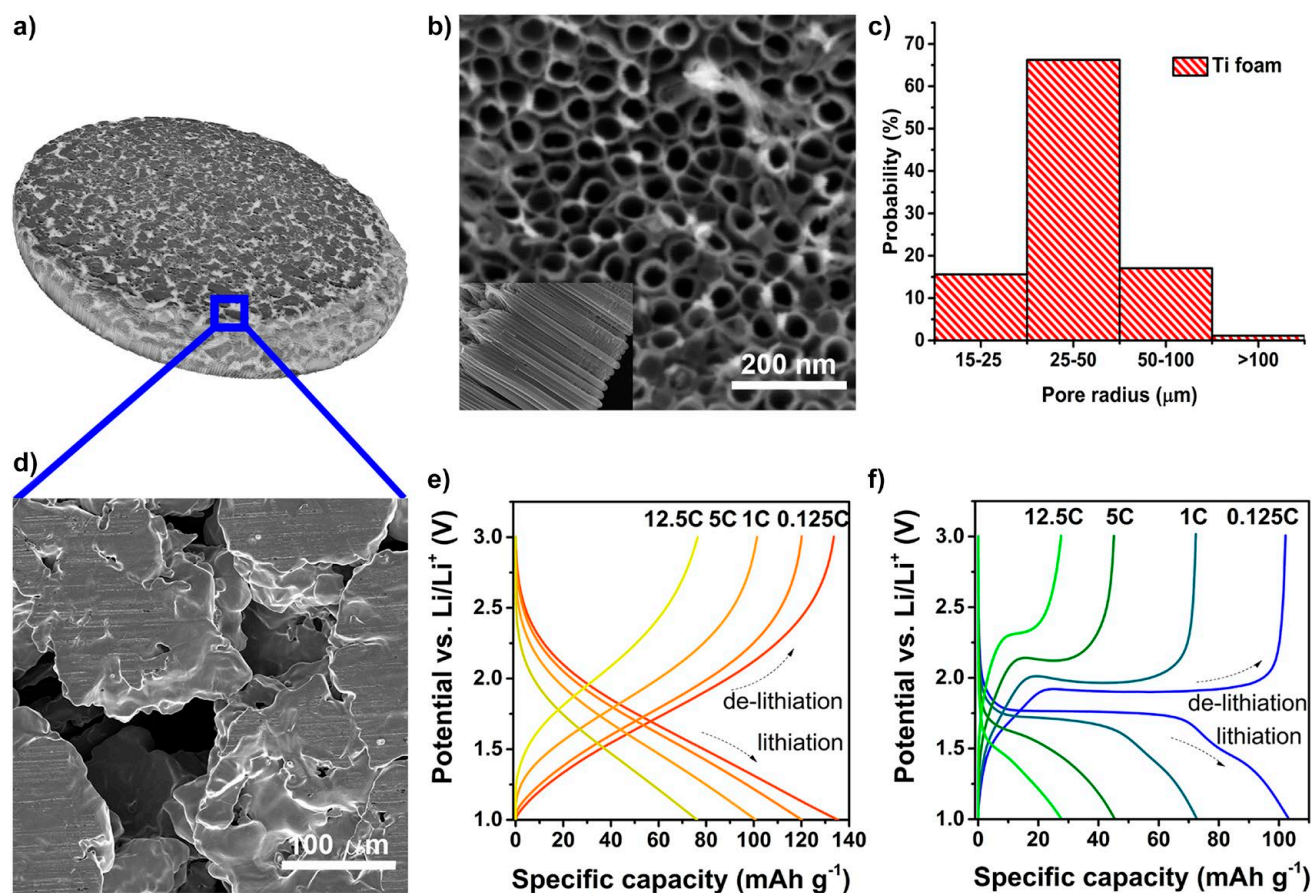 a)
b)
200 nm
c)
70
60
50
40
30
20
10
0
Probability (%)
Ti foam
15-25 25-50 50-100 >100
Pore radius (μm)
d)
100 μm
e)
12.5C 5C 1C 0.125C
3.0
2.5
2.0
1.5
1.0
Potential vs. Li/Li⁺ (V)
de-lithiation
lithiation
0 20 40 60 80 100 120 140
Specific capacity (mAh g⁻¹)
f)
12.5C 5C 1C 0.125C
3.0
2.5
2.0
1.5
1.0
Potential vs. Li/Li⁺ (V)
de-lithiation
lithiation
0 20 40 60 80 100
Specific capacity (mAh g⁻¹)